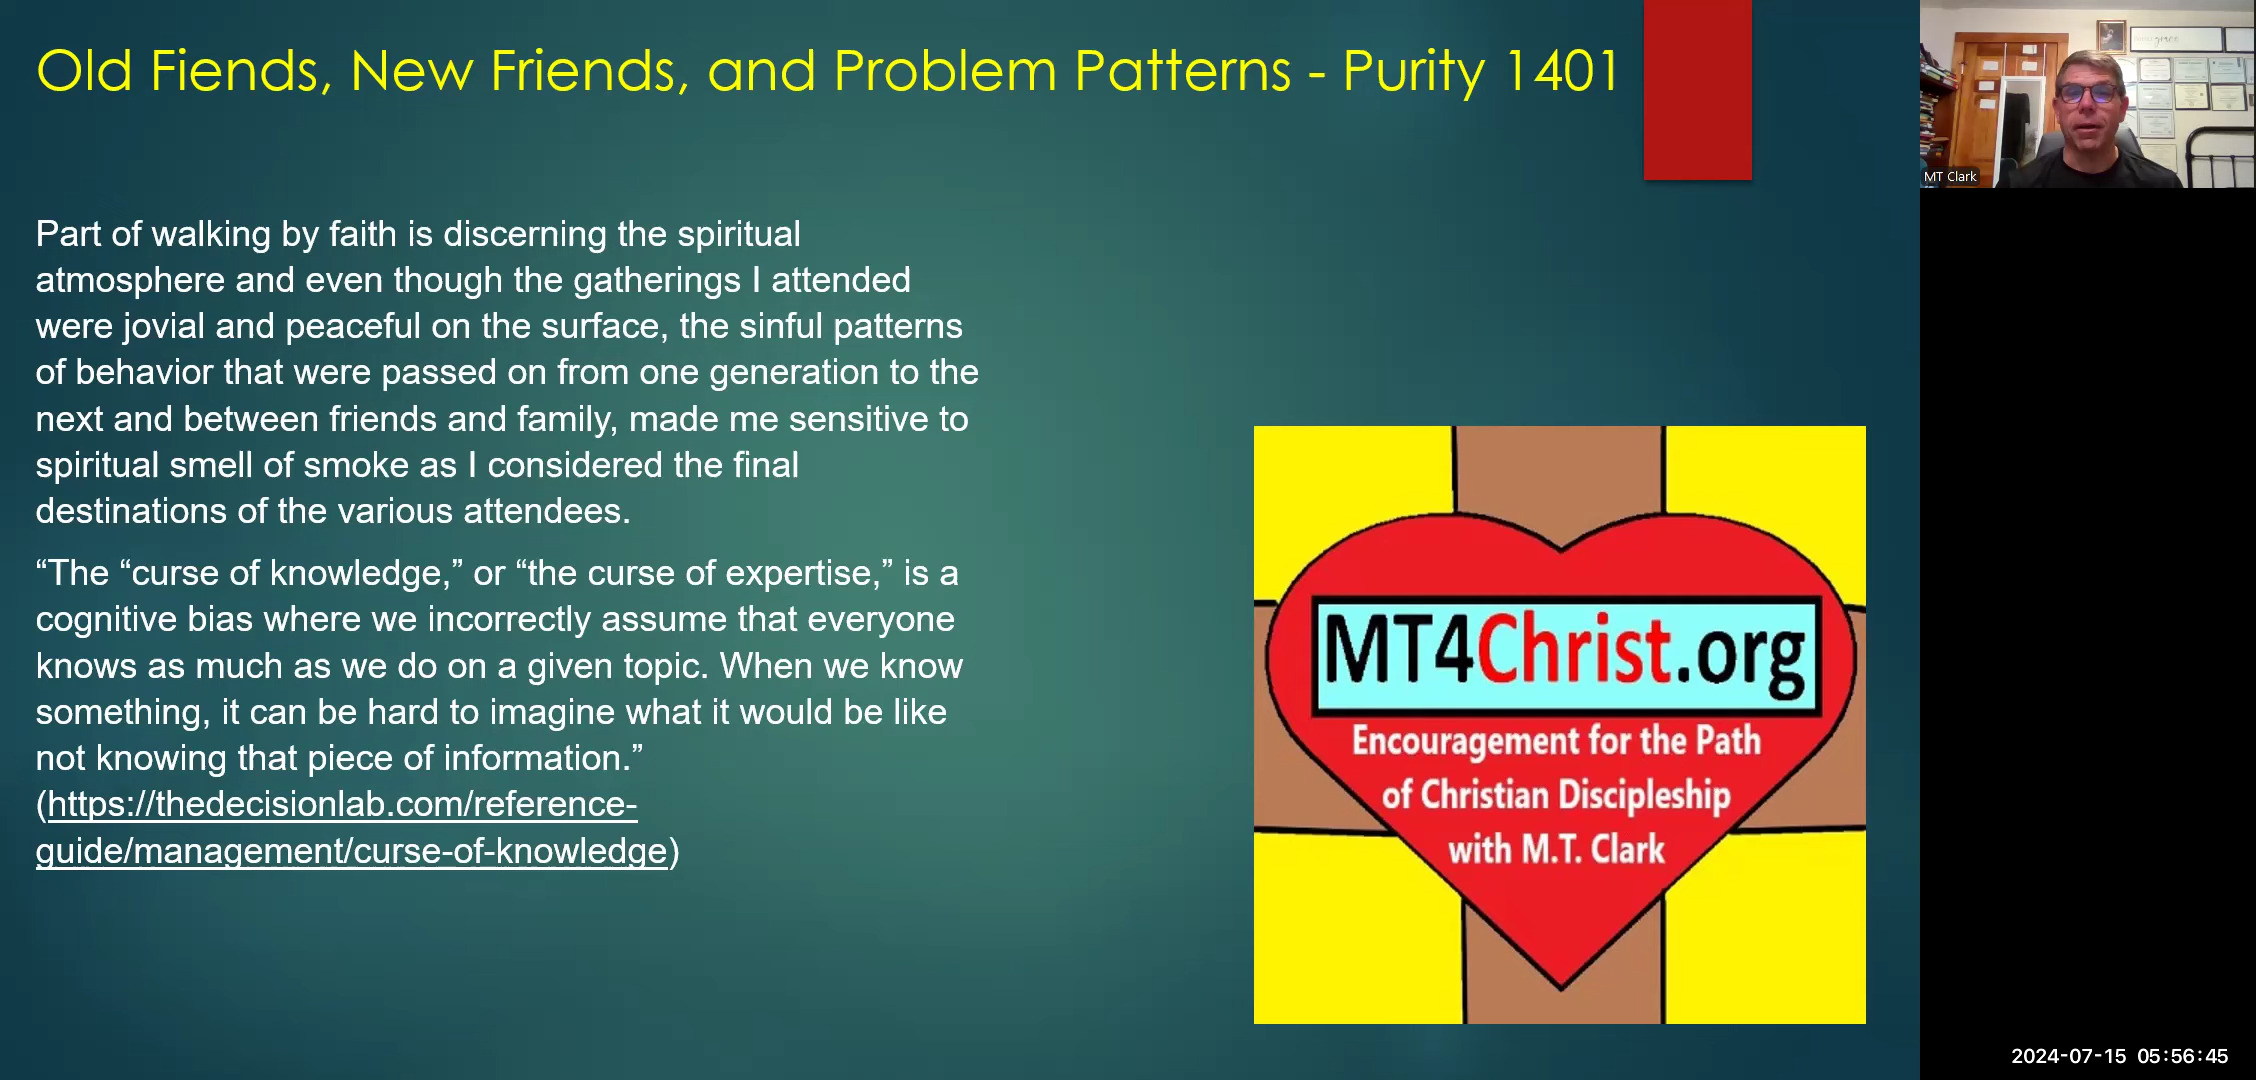 Old Fiends, New Friends, and Problem Patterns - Purity 1401
Part of walking by faith is discerning the spiritual
atmosphere and even though the gatherings I attended
were jovial and peaceful on the surface, the sinful patterns
of behavior that were passed on from one generation to the
next and between friends and family, made me sensitive to
spiritual smell of smoke as I considered the final
destinations of the various attendees.
“The “curse of knowledge,” or “the curse of expertise,” is a
cognitive bias where we incorrectly assume that everyone
knows as much as we do on a given topic. When we know
something, it can be hard to imagine what it would be like
not knowing that piece of information.”
(https://thedecisionlab.com/reference-
guide/management/curse-of-knowledge)
MT4Christ.org
Encouragement for the Path
of Christian Discipleship
with M.T. Clark
MT Clark
2024-07-15 05:56:45